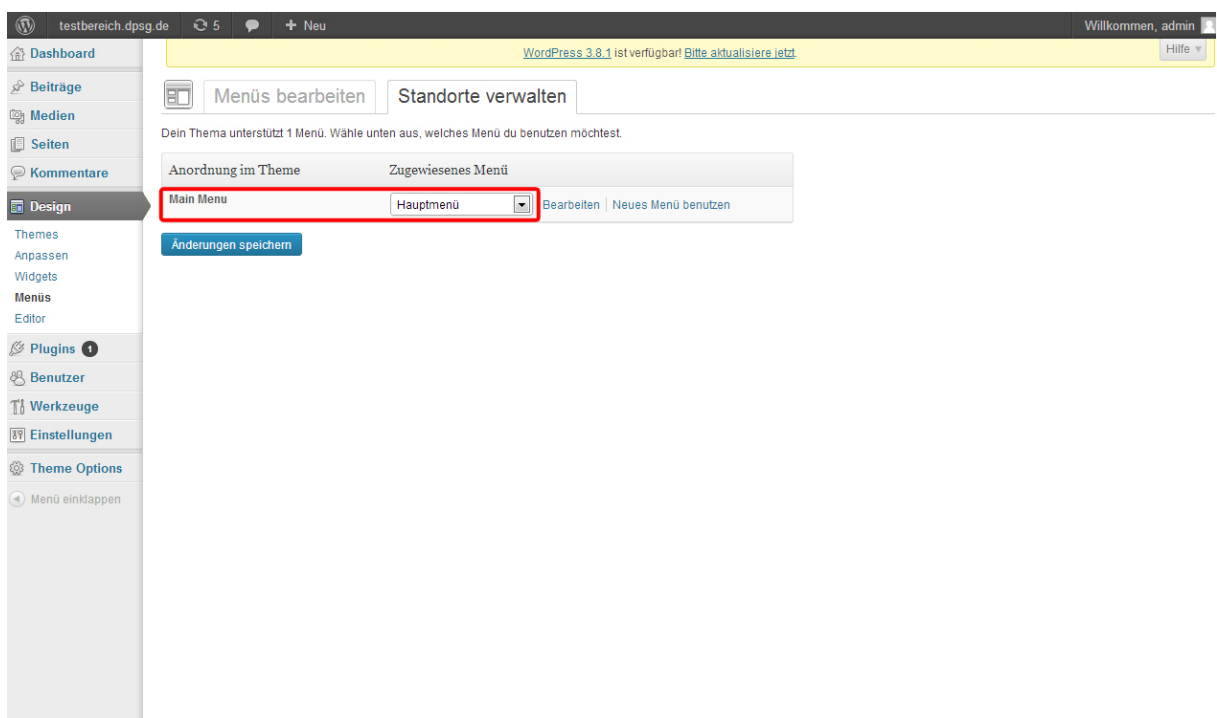 testbereich.dpsg.de 5 + Neu Willkommen, admin
Dashboard
WordPress 3.8.1 ist verfügbar! Bitte aktualisiere jetzt.
Hilfe
Beiträge
Medien
Seiten
Kommentare
Design
Themes
Anpassen
Widgets
Menüs
Editor
Plugins 1
Benutzer
Werkzeuge
Einstellungen
Theme Options
Menü einklappen
Menüs bearbeiten Standorte verwalten
Dein Thema unterstützt 1 Menü. Wähle unten aus, welches Menü du benutzen möchtest.
Anordnung im Theme Zugewiesenes Menü
Main Menu Hauptmenü Bearbeiten | Neues Menü benutzen
Änderungen speichern